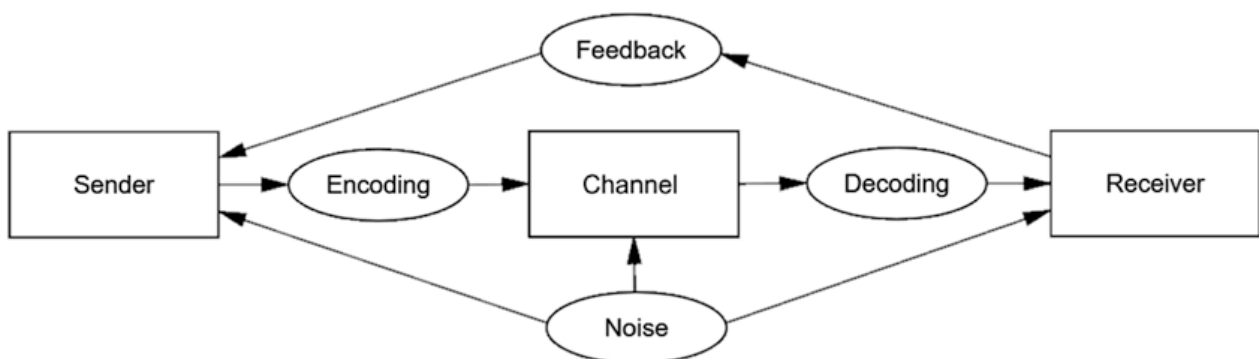 Feedback
Sender
Encoding
Channel
Decoding
Receiver
Noise